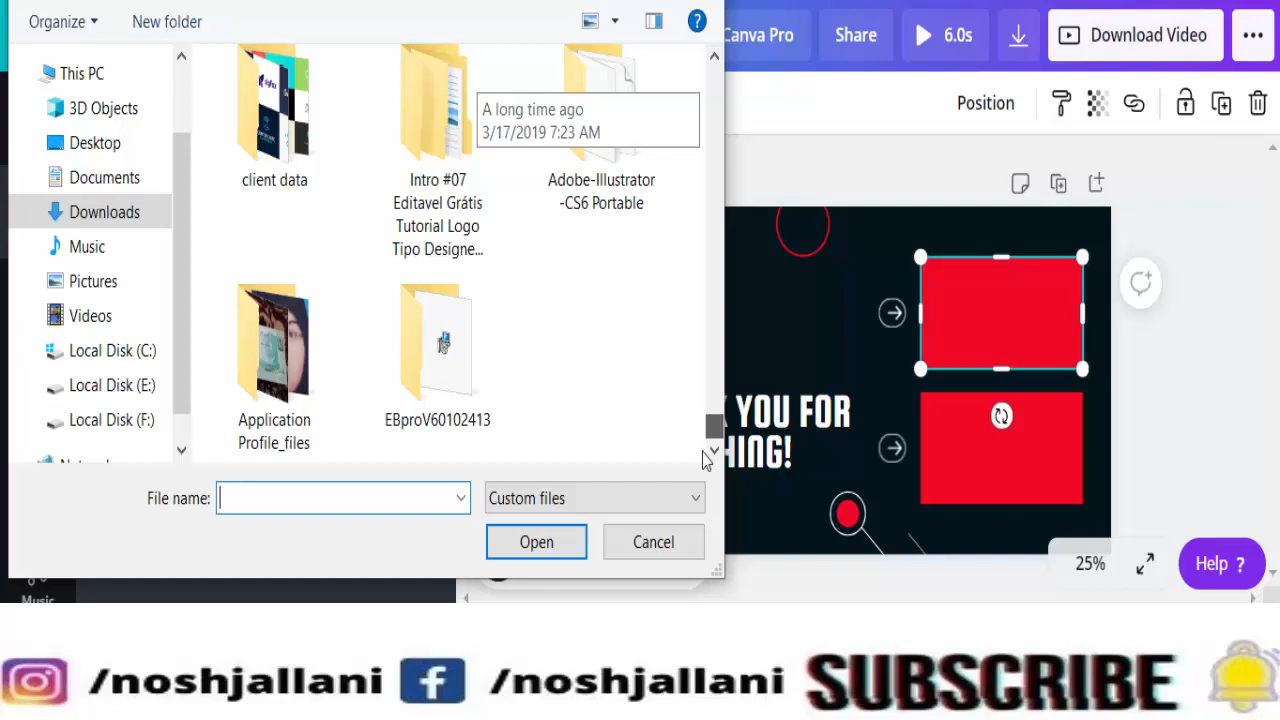 Organize
New folder
?
Canva Pro
Share
6.0s
Download Video
Position
This PC
3D Objects
Desktop
Documents
Downloads
Music
Pictures
Videos
Local Disk (C:)
Local Disk (E:)
Local Disk (F:)
A long time ago
3/17/2019 7:23 AM
client data
Intro #07
Editavel Grátis
Tutorial Logo
Tipo Designe...
Adobe-Illustrator
-CS6 Portable
Application
Profile_files
EBproV60102413
YOU FOR
HING!
File name:
Custom files
Open
Cancel
25%
Help ?
Music
/noshjallani
/noshjallani
SUBSCRIBE